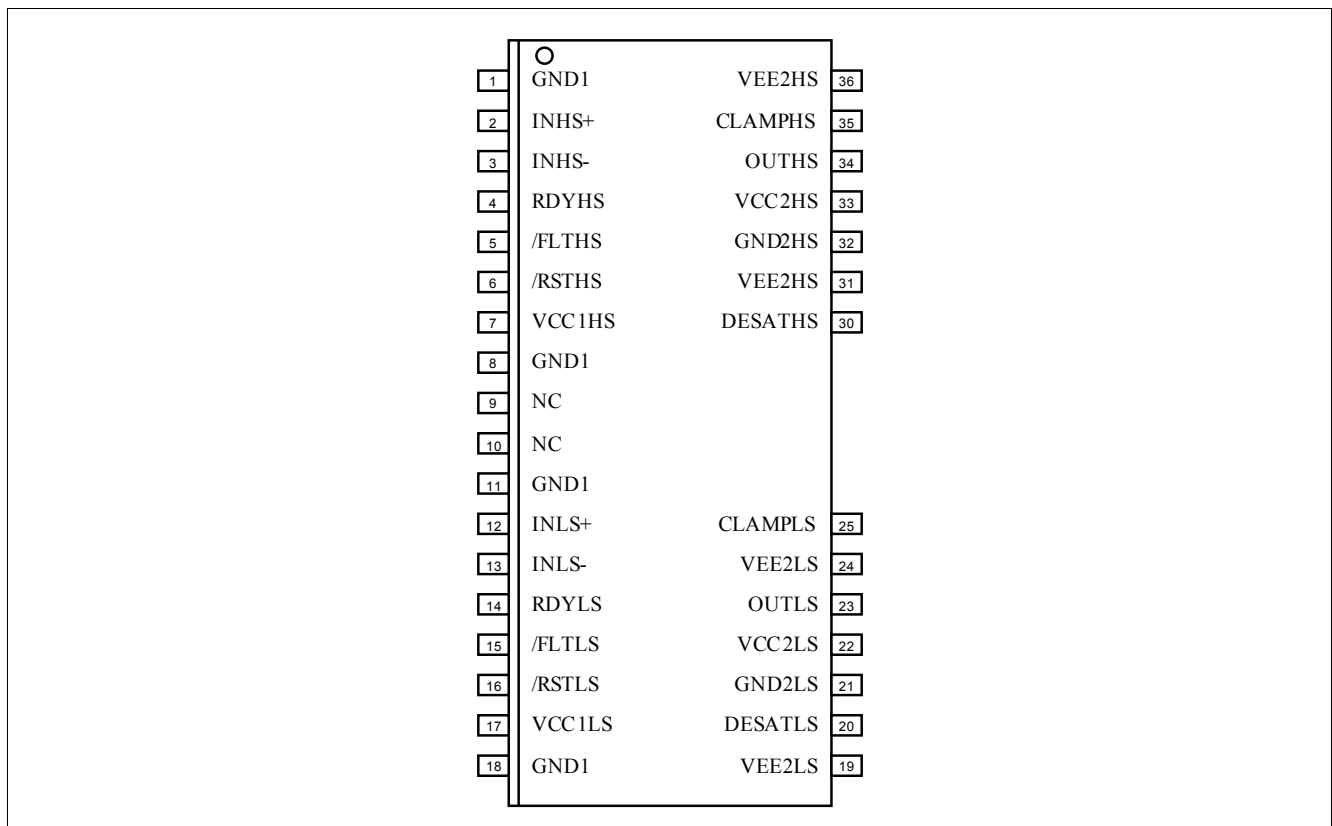 1 GND1 VEE2HS 36
2 INHS+ CLAMPHS 35
3 INHS- OUTHS 34
4 RDYHS VCC2HS 33
5 /FLTHS GND2HS 32
6 /RSTHS VEE2HS 31
7 VCC1HS DESATHS 30
8 GND1
9 NC
10 NC
11 GND1
12 INLS+ CLAMPLS 25
13 INLS- VEE2LS 24
14 RDYLS OUTLS 23
15 /FLTLS VCC2LS 22
16 /RSTLS GND2LS 21
17 VCC1LS DESATLS 20
18 GND1 VEE2LS 19